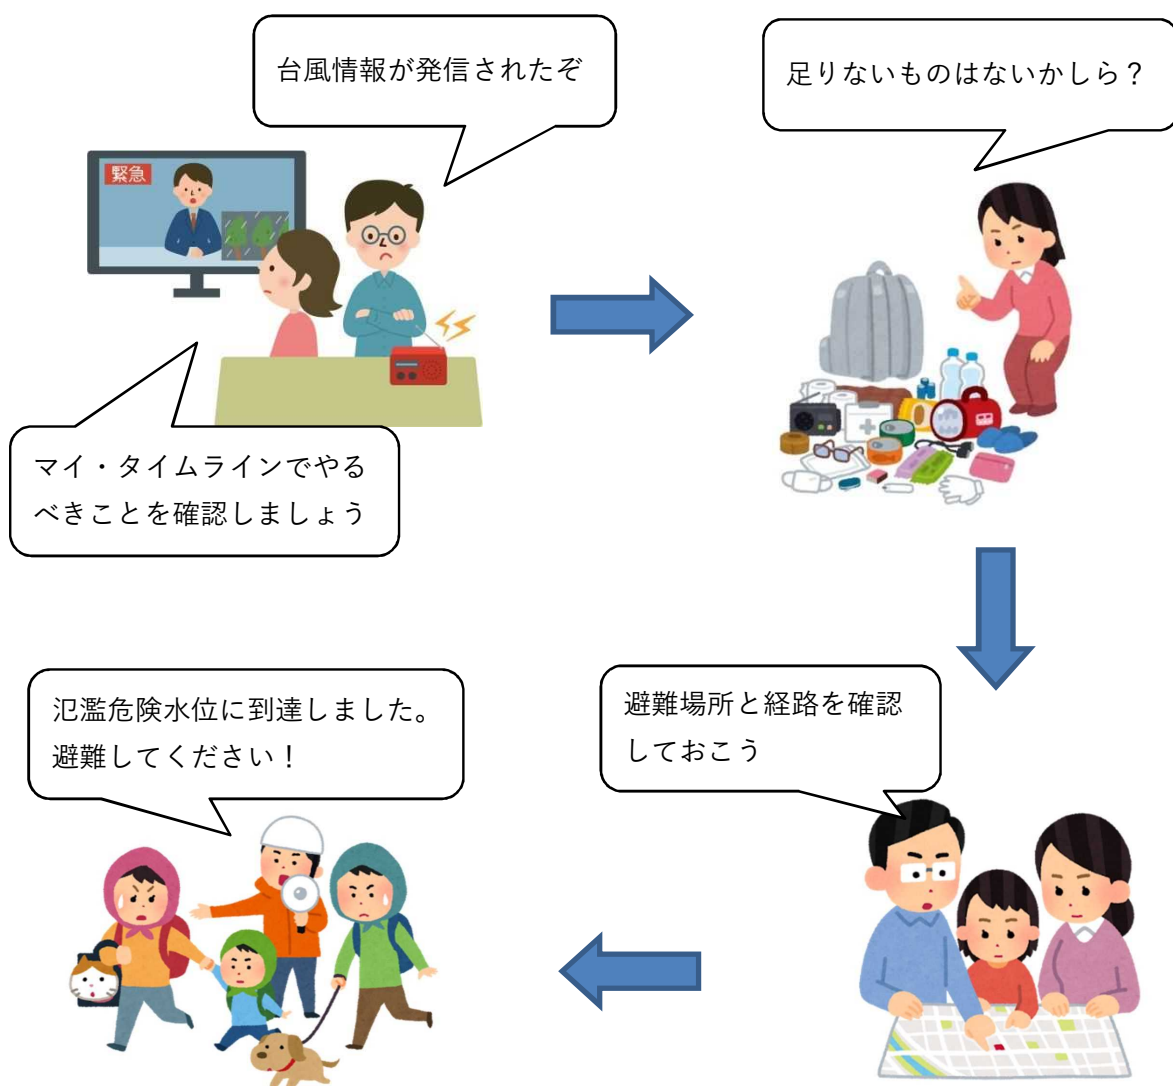 台風情報が発信されたぞ
緊急
マイ・タイムラインでやる
べきことを確認しましょう
足りないものはないかしら？
避難場所と経路を確認
しておこう
氾濫危険水位に到達しました。
避難してください！